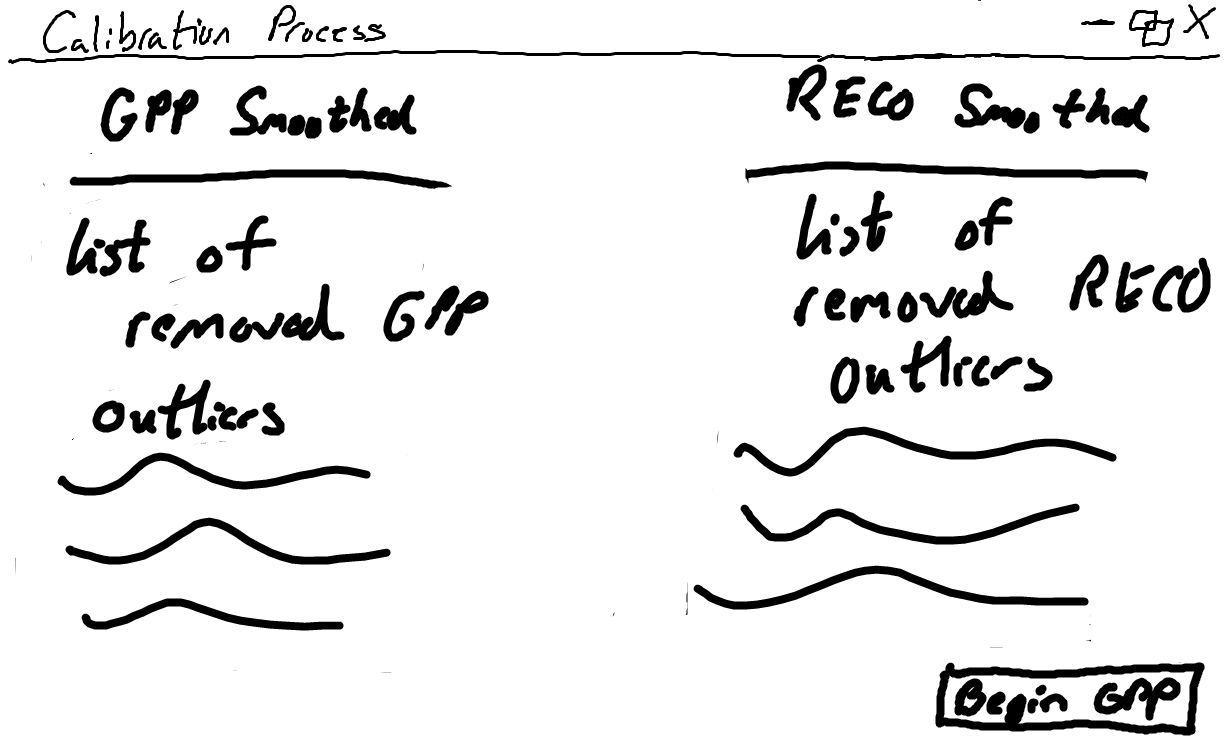 Calibration Process
GPP Smoothed
List of
removed GPP
outliers
RECO Smoothed
List of
removed RECO
outliers
Begin GPP